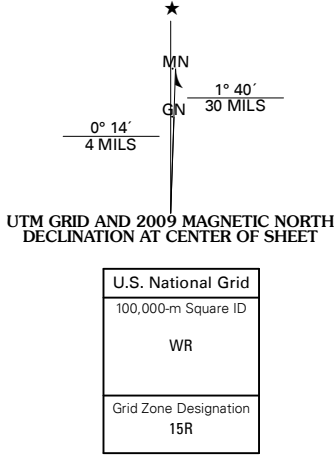 ★
MN
1° 40´
30 MILS
GN
0° 14´
4 MILS
UTM GRID AND 2009 MAGNETIC NORTH
DECLINATION AT CENTER OF SHEET
U.S. National Grid
100,000-m Square ID
WR
Grid Zone Designation
15R